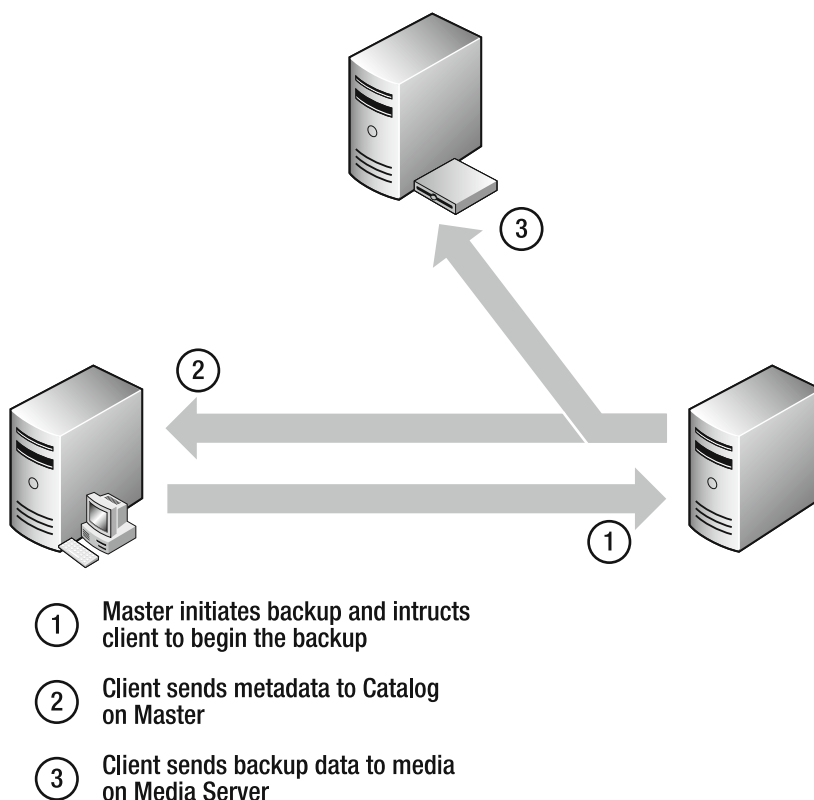 3
2
1
1 Master initiates backup and intructs
client to begin the backup
2 Client sends metadata to Catalog
on Master
3 Client sends backup data to media
on Media Server